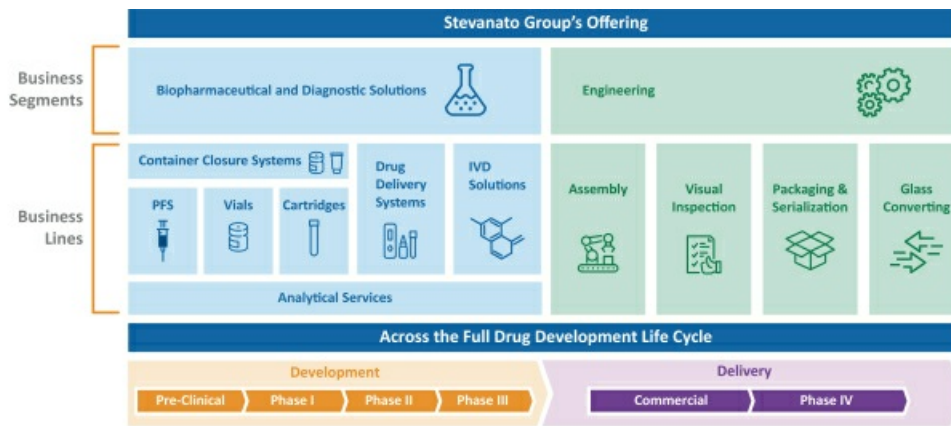 Stevanato Group's Offering
Business
Segments
Biopharmaceutical and Diagnostic Solutions
Engineering
Business
Lines
Container Closure Systems
PFS
Vials
Cartridges
Drug
Delivery
Systems
IVD
Solutions
Analytical Services
Assembly
Visual
Inspection
Packaging &
Serialization
Glass
Converting
Across the Full Drug Development Life Cycle
Development
Pre-Clinical
Phase I
Phase II
Phase III
Delivery
Commercial
Phase IV